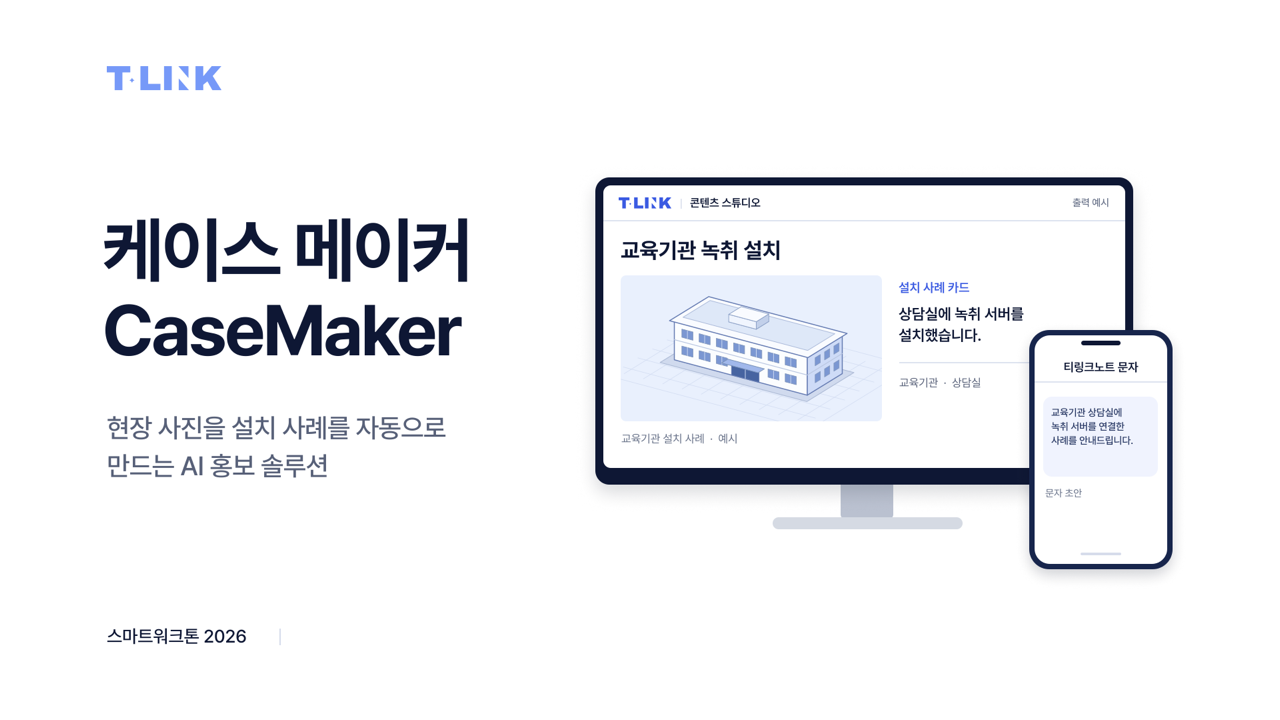 T·LINK
케이스 메이커
CaseMaker
현장 사진을 설치 사례를 자동으로
만드는 AI 홍보 솔루션
스마트워크톤 2026
T·LINK | 콘텐츠 스튜디오
출력 예시
교육기관 녹취 설치
설치 사례 카드
상담실에 녹취 서버를
설치했습니다.
교육기관 · 상담실
교육기관 설치 사례 · 예시
티링크노트 문자
교육기관 상담실에
녹취 서버를 연결한
사례를 안내드립니다.
문자 초안